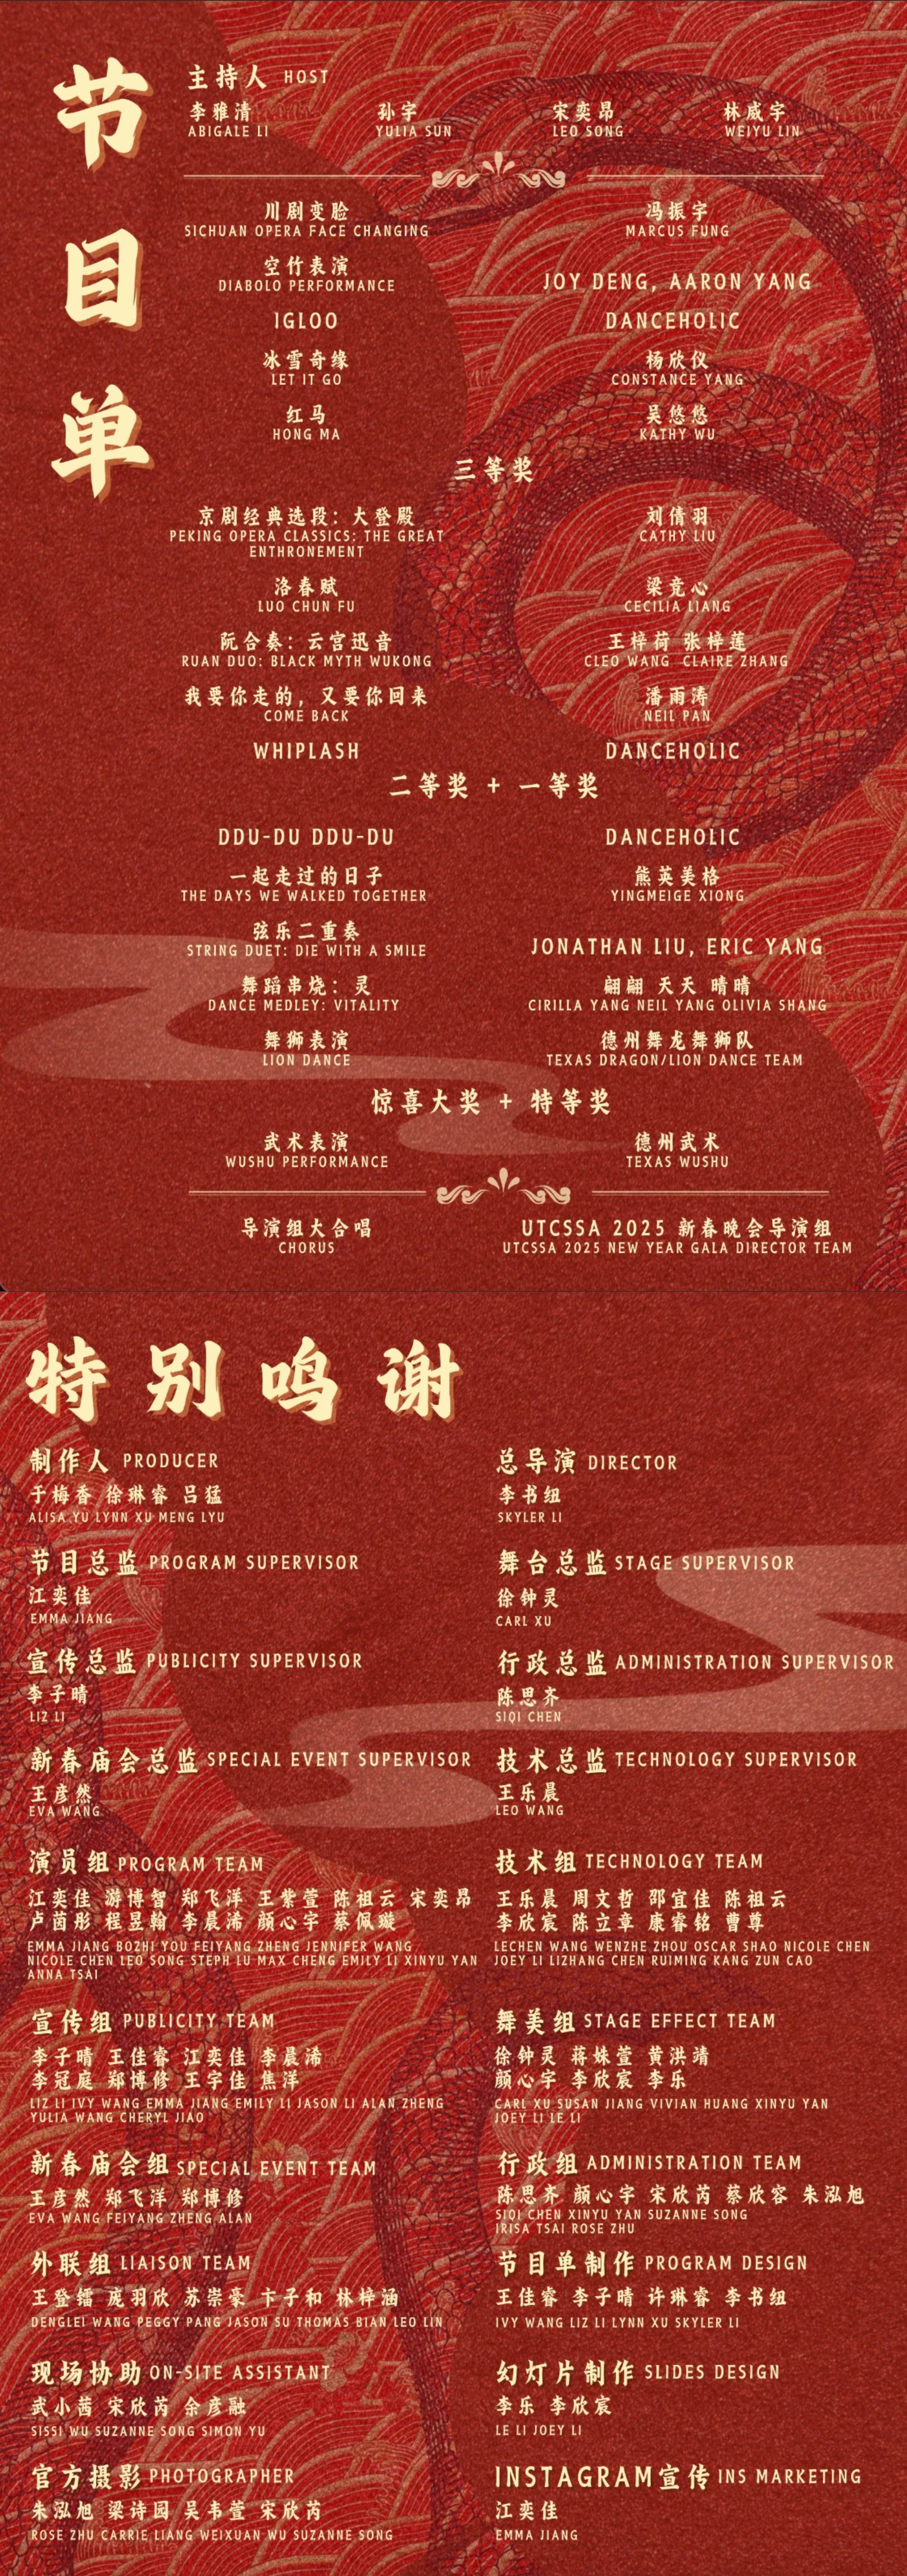 节目单
主持人 HOST
李雅清 孙宇 宋奕昂 林威宇
ABIGALE LI YULIA SUN LEO SONG WEIYU LIN
川剧变脸 冯振宇
SICHUAN OPERA FACE CHANGING MARCUS FUNG
空竹表演
DIABOLO PERFORMANCE JOY DENG, AARON YANG
IGLOO DANCEHOLIC
冰雪奇缘 杨欣仪
LET IT GO CONSTANCE YANG
红马 吴悠悠
HONG MA KATHY WU
三等奖
京剧经典选段：大登殿 刘倩羽
PEKING OPERA CLASSICS: THE GREAT CATHY LIU
ENTHRONEMENT
洛春赋 梁竞心
LUO CHUN FU CECILIA LIANG
阮合奏：云宫迅音 王梓荷 张梓莲
RUAN DUO: BLACK MYTH WUKONG CLEO WANG CLAIRE ZHANG
我要你走的，又要你回来 潘雨涛
COME BACK NEIL PAN
WHIPLASH DANCEHOLIC
二等奖 + 一等奖
DDU-DU DDU-DU DANCEHOLIC
一起走过的日子 熊英美格
THE DAYS WE WALKED TOGETHER YINGMEIGE XIONG
弦乐二重奏
STRING DUET: DIE WITH A SMILE JONATHAN LIU, ERIC YANG
舞蹈串烧：灵 翩翩 天天 晴晴
DANCE MEDLEY: VITALITY CIRILLA YANG NEIL YANG OLIVIA SHANG
舞狮表演 德州舞龙舞狮队
LION DANCE TEXAS DRAGON/LION DANCE TEAM
惊喜大奖 + 特等奖
武术表演 德州武术
WUSHU PERFORMANCE TEXAS WUSHU
导演组大合唱 UTCSSA 2025 新春晚会导演组
CHORUS UTCSSA 2025 NEW YEAR GALA DIRECTOR TEAM
特别鸣谢
制作人 PRODUCER
于梅香 徐琳睿 吕猛
ALISA YU LYNN XU MENG LYU
总导演 DIRECTOR
李书纽
SKYLER LI
节目总监 PROGRAM SUPERVISOR
江奕佳
EMMA JIANG
舞台总监 STAGE SUPERVISOR
徐钟灵
CARL XU
宣传总监 PUBLICITY SUPERVISOR
李子晴
LIZ LI
行政总监 ADMINISTRATION SUPERVISOR
陈思齐
SIQI CHEN
新春庙会总监 SPECIAL EVENT SUPERVISOR
王彦然
EVA WANG
技术总监 TECHNOLOGY SUPERVISOR
王乐晨
LEO WANG
演员组 PROGRAM TEAM
江奕佳 游博智 郑飞洋 王紫萱 陈祖云 宋奕昂
卢茵彤 程昱翰 李晨浠 颜心宇 蔡佩璇
EMMA JIANG BOZHI YOU FEIYANG ZHENG JENNIFER WANG
NICOLE CHEN LEO SONG STEPH LU MAX CHENG EMILY LI XINYU YAN
ANNA TSAI
技术组 TECHNOLOGY TEAM
王乐晨 周文哲 邵宜佳 陈祖云
李欣宸 陈立章 康睿铭 曹尊
LECHEN WANG WENZHE ZHOU OSCAR SHAO NICOLE CHEN
JOEY LI LIZHANG CHEN RUIMING KANG ZUN CAO
宣传组 PUBLICITY TEAM
李子晴 王佳睿 江奕佳 李晨浠
李冠庭 郑博修 王宇佳 焦洋
LIZ LI IVY WANG EMMA JIANG EMILY LI JASON LI ALAN ZHENG
YULIA WANG CHERYL JIAO
舞美组 STAGE EFFECT TEAM
徐钟灵 蒋姝萱 黄洪靖
颜心宇 李欣宸 李乐
CARL XU SUSAN JIANG VIVIAN HUANG XINYU YAN
JOEY LI LE LI
新春庙会组 SPECIAL EVENT TEAM
王彦然 郑飞洋 郑博修
EVA WANG FEIYANG ZHENG ALAN
行政组 ADMINISTRATION TEAM
陈思齐 颜心宇 宋欣芮 蔡欣容 朱泓旭
SIQI CHEN XINYU YAN SUZANNE SONG
IRISA TSAI ROSE ZHU
外联组 LIAISON TEAM
王登镭 庞羽欣 苏崇豪 卞子和 林梓涵
DENGLEI WANG PEGGY PANG JASON SU THOMAS BIAN LEO LIN
节目单制作 PROGRAM DESIGN
王佳睿 李子晴 许琳睿 李书纽
IVY WANG LIZ LI LYNN XU SKYLER LI
现场协助 ON-SITE ASSISTANT
武小茜 宋欣芮 余彦融
SISSI WU SUZANNE SONG SIMON YU
幻灯片制作 SLIDES DESIGN
李乐 李欣宸
LE LI JOEY LI
官方摄影 PHOTOGRAPHER
朱泓旭 梁诗园 吴韦萱 宋欣芮
ROSE ZHU CARRIE LIANG WEIXUAN WU SUZANNE SONG
INSTAGRAM宣传 INS MARKETING
江奕佳
EMMA JIANG